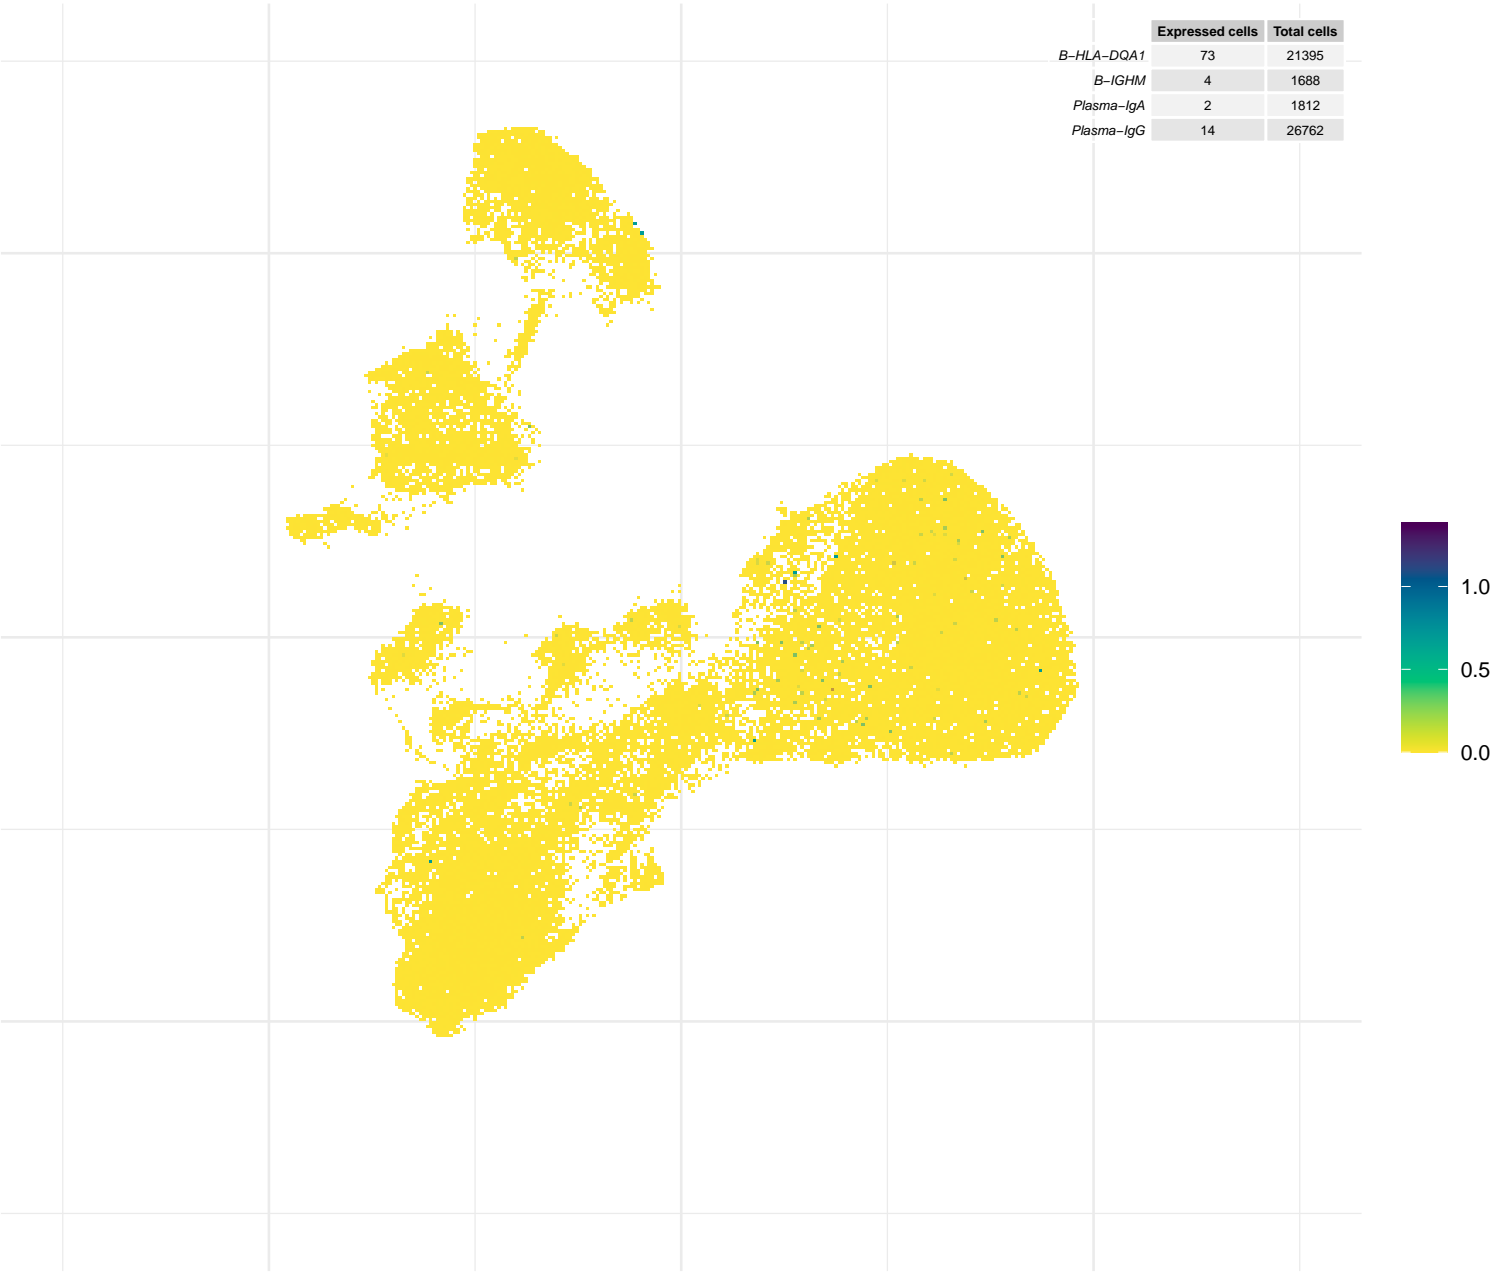 Expressed cells Total cells
B−HLA−DQA1 73 21395
B−IGHM 4 1688
Plasma−IgA 2 1812
Plasma−IgG 14 26762
1.0
0.5
0.0